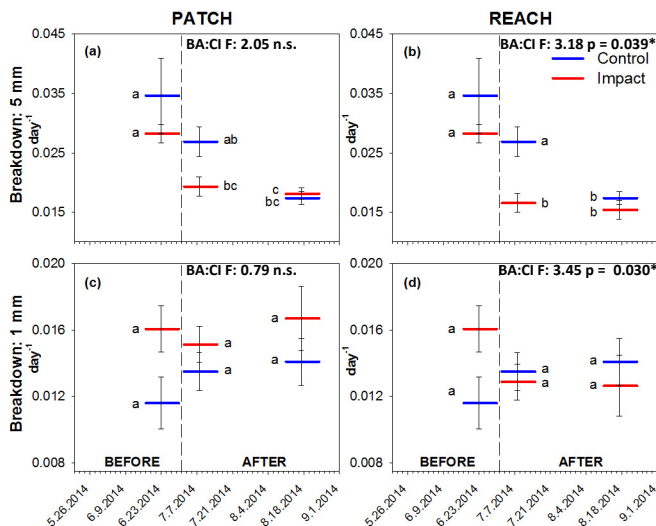 PATCH REACH
0.045 (a) BA:CI F: 2.05 n.s. (b) BA:CI F: 3.18 p = 0.039*
Control
Impact
0.035 a a
a a
ab a
0.025
bc b
c b
bc b
0.015
Breakdown: 5 mm
day-1 day-1
0.020 (c) BA:CI F: 0.79 n.s. (d) BA:CI F: 3.45 p = 0.030*
0.016 a a a a
a a a a
0.012 a a a a
0.008
Breakdown: 1 mm
day-1 day-1
BEFORE AFTER BEFORE AFTER
5.26.2014 6.9.2014 6.23.2014 7.7.2014 7.21.2014 8.4.2014 8.18.2014 9.1.2014 5.26.2014 6.9.2014 6.23.2014 7.7.2014 7.21.2014 8.4.2014 8.18.2014 9.1.2014